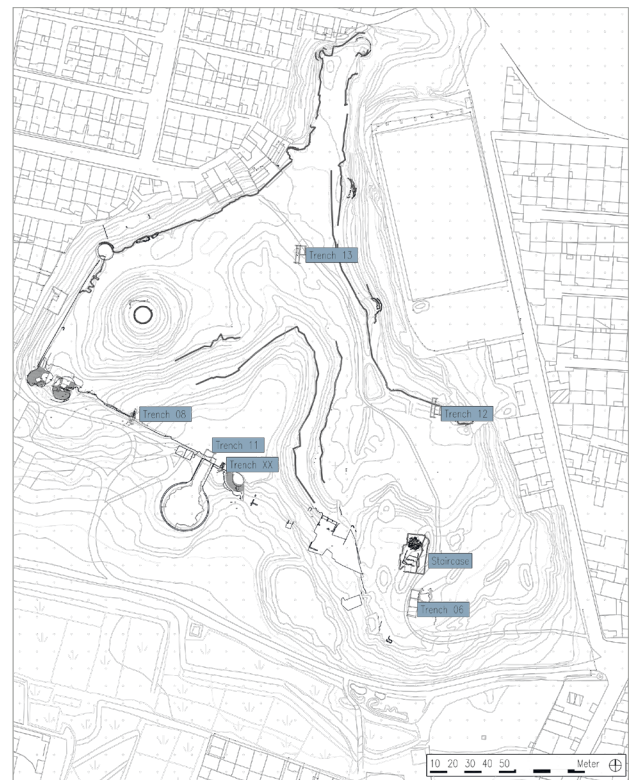 Trench 13
Trench 08
Trench 12
Trench 11
Trench XX
Staircase
Trench 06
10 20 30 40 50 Meter